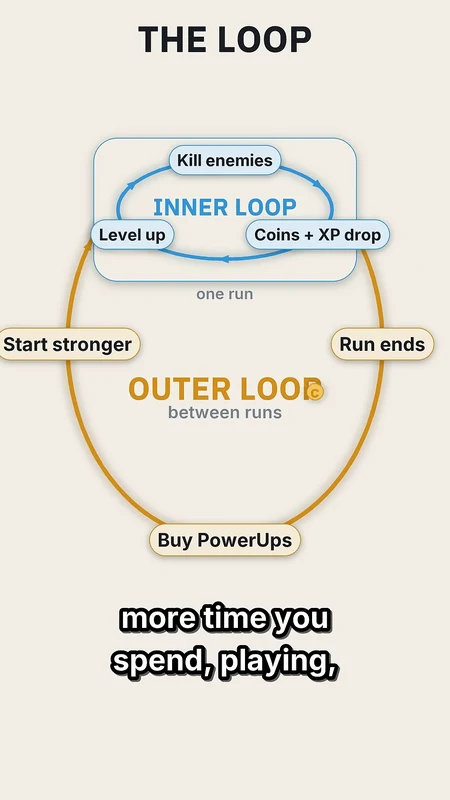 THE LOOP
Kill enemies
INNER LOOP
Level up
Coins + XP drop
one run
Start stronger
Run ends
OUTER LOOP
C
between runs
Buy PowerUps
more time you
spend, playing,